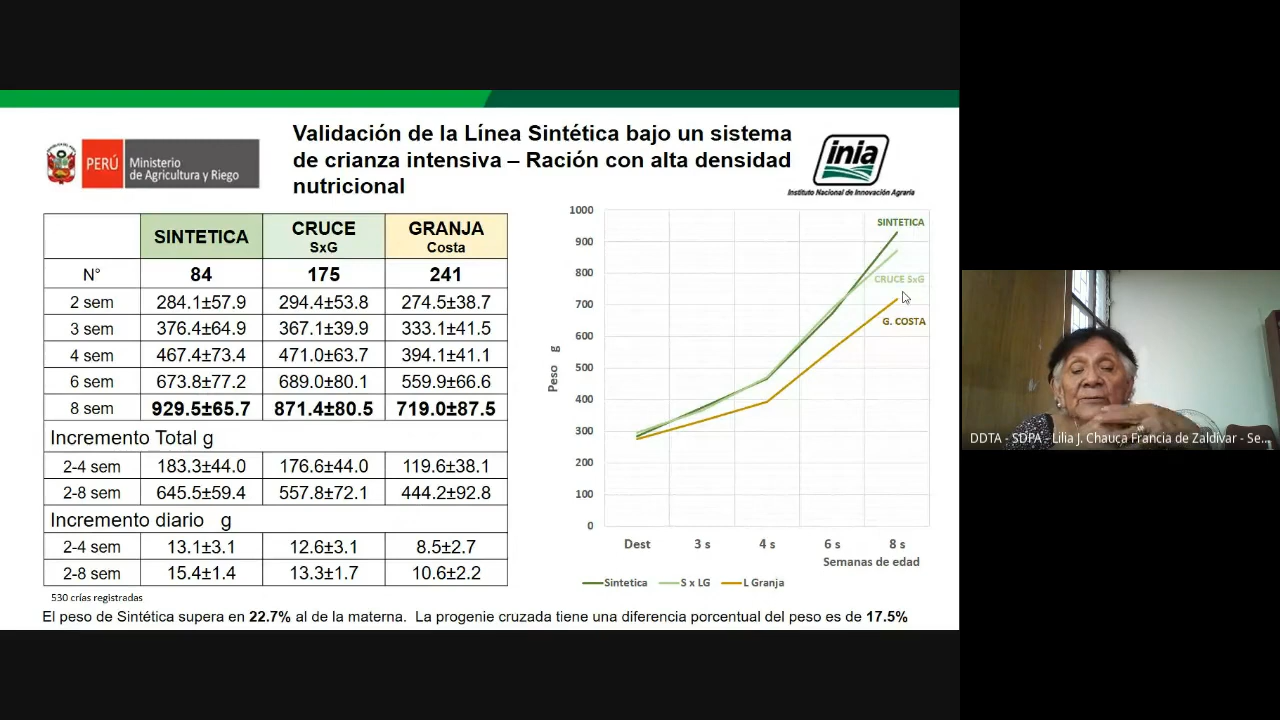 Validación de la Línea Sintética bajo un sistema
de crianza intensiva – Ración con alta densidad
nutricional
PERÚ
Ministerio
de Agricultura y Riego
inia
Instituto Nacional de Innovación Agraria
SINTETICA CRUCE SxG GRANJA Costa
N° 84 175 241
2 sem 284.1±57.9 294.4±53.8 274.5±38.7
3 sem 376.4±64.9 367.1±39.9 333.1±41.5
4 sem 467.4±73.4 471.0±63.7 394.1±41.1
6 sem 673.8±77.2 689.0±80.1 559.9±66.6
8 sem 929.5±65.7 871.4±80.5 719.0±87.5
Incremento Total g
2-4 sem 183.3±44.0 176.6±44.0 119.6±38.1
2-8 sem 645.5±59.4 557.8±72.1 444.2±92.8
Incremento diario g
2-4 sem 13.1±3.1 12.6±3.1 8.5±2.7
2-8 sem 15.4±1.4 13.3±1.7 10.6±2.2
530 crías registradas
El peso de Sintética supera en 22.7% al de la materna. La progenie cruzada tiene una diferencia porcentual del peso es de 17.5%
1000
900
800
700
600
500
400
300
200
100
0
Peso g
SINTETICA
CRUCE SxG
G. COSTA
Dest 3 s 4 s 6 s 8 s
Semanas de edad
Sintetica S x LG L Granja
DDTA - SDPA - Lilia J. Chauca Francia de Zaldívar - Se...